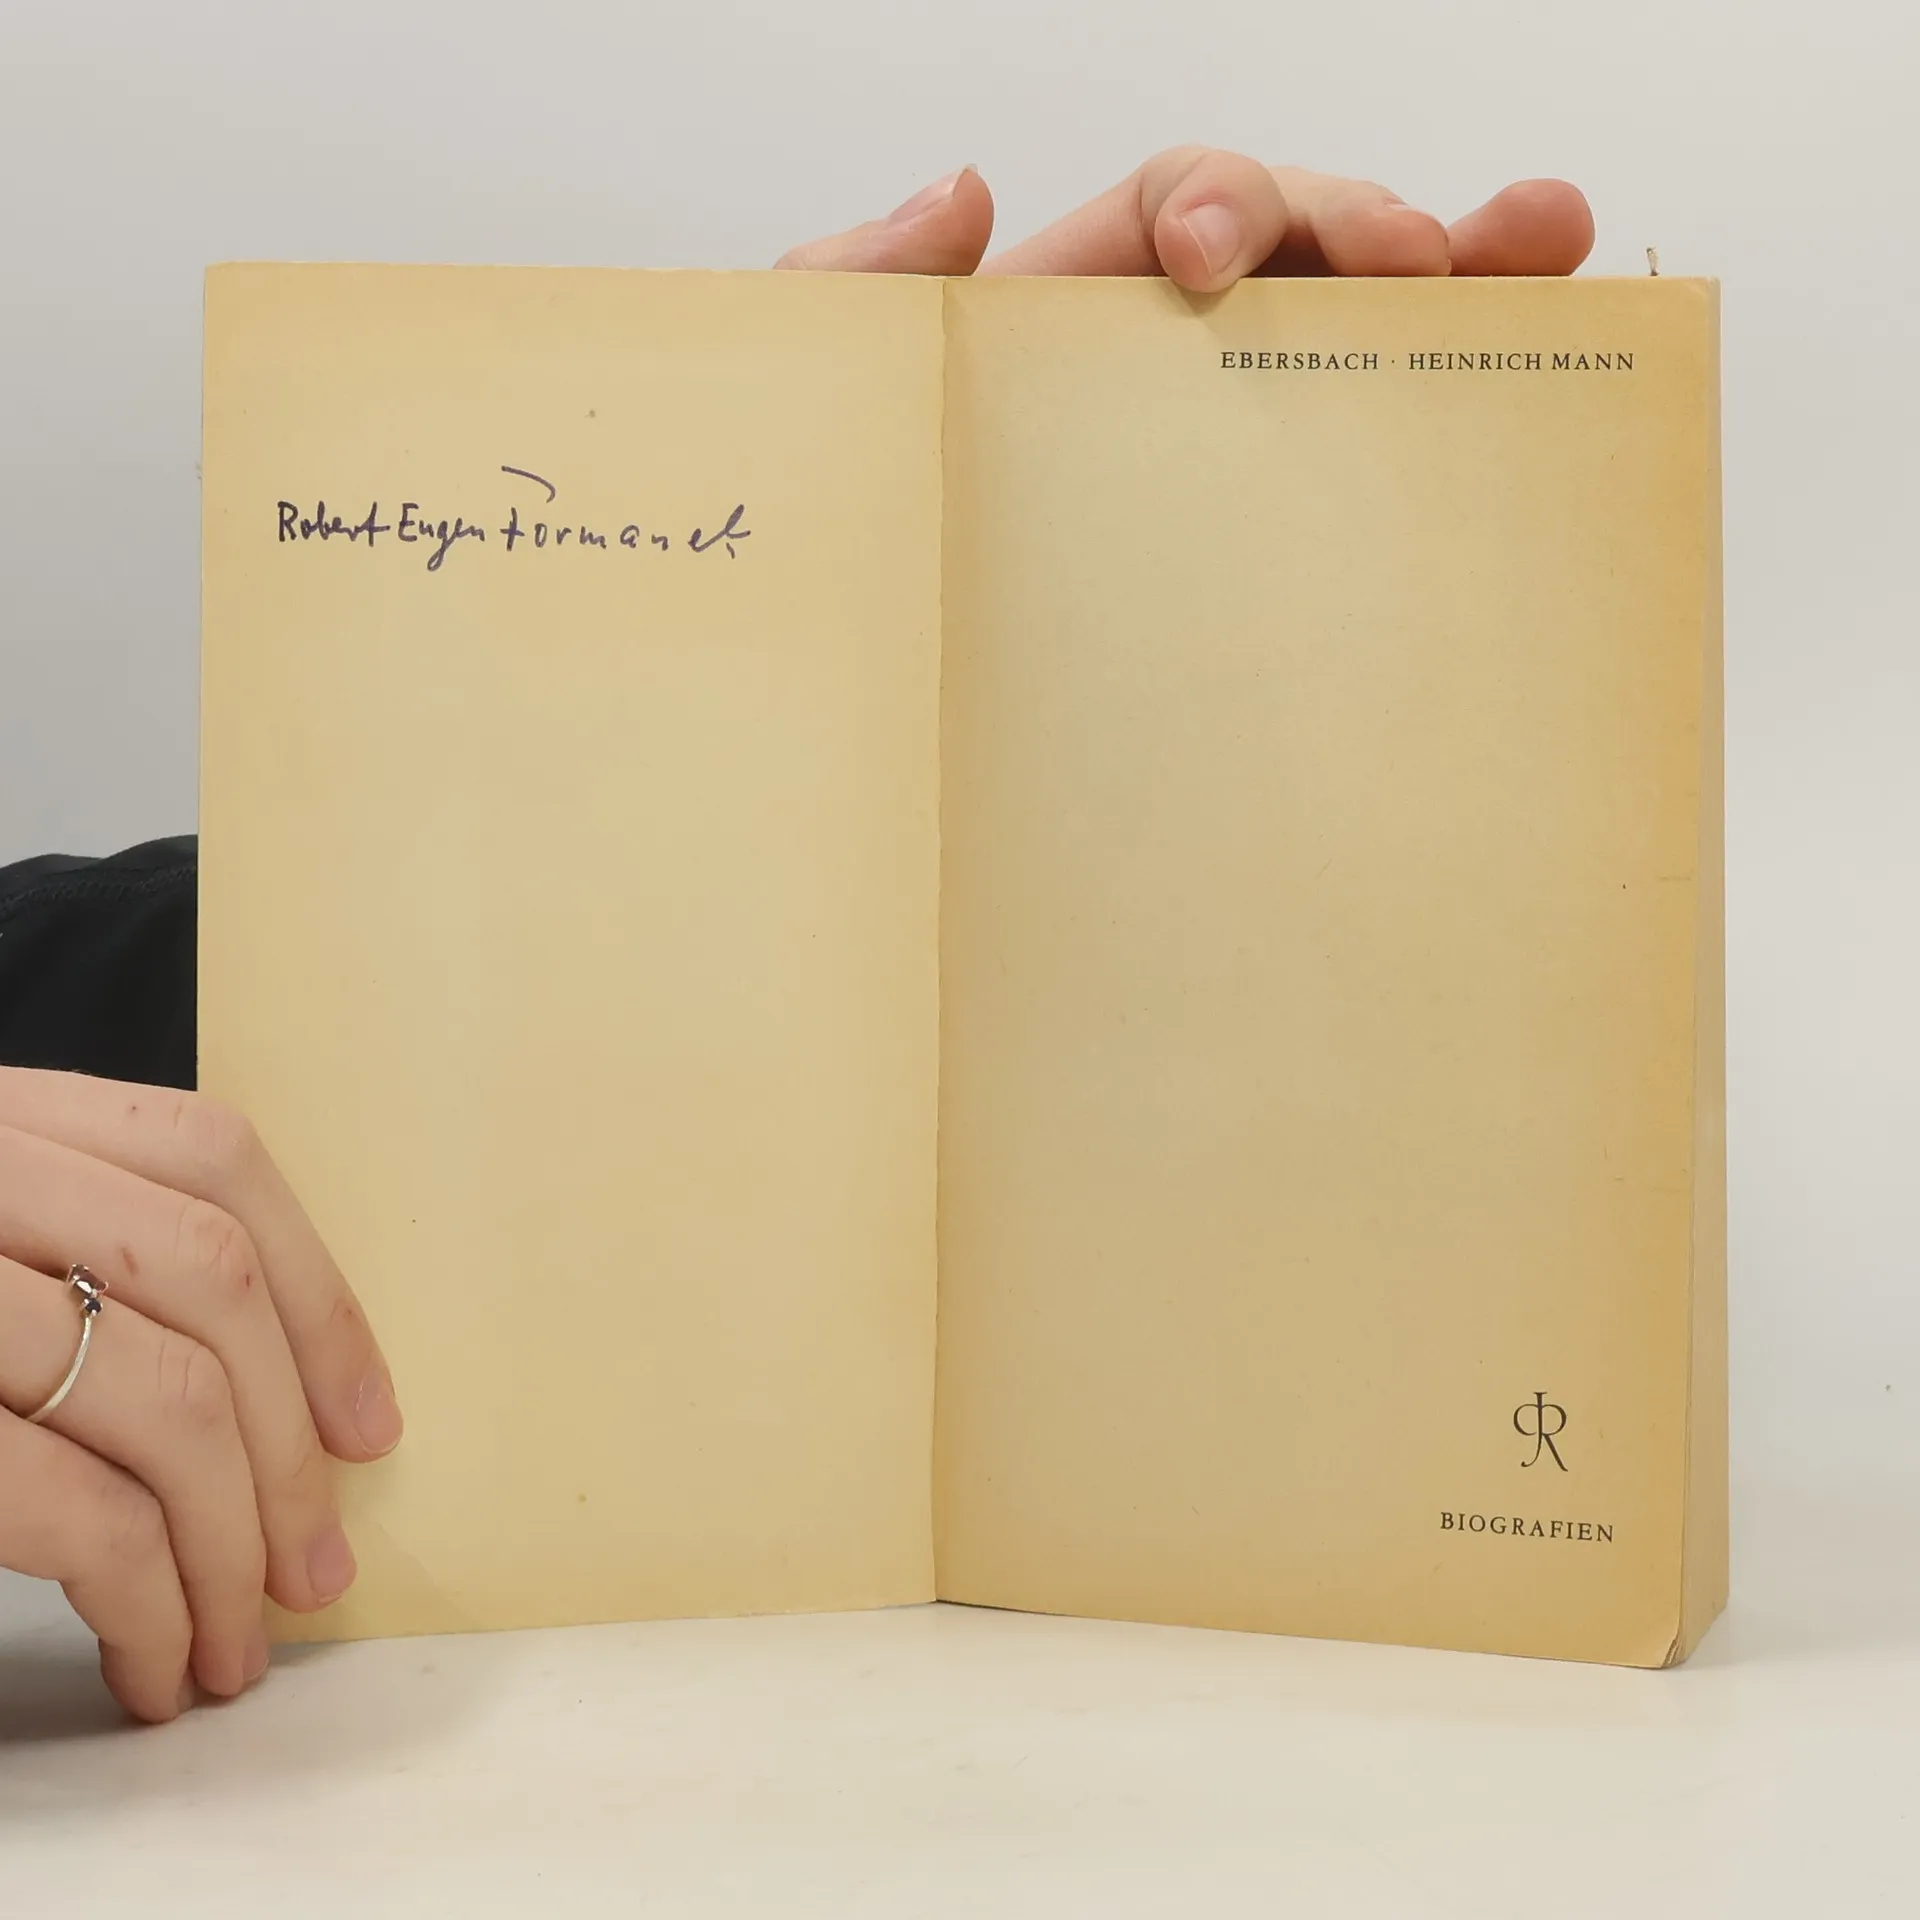 Robert Eugen Formanek
EBERSBACH · HEINRICH MANN
R
BIOGRAFIEN